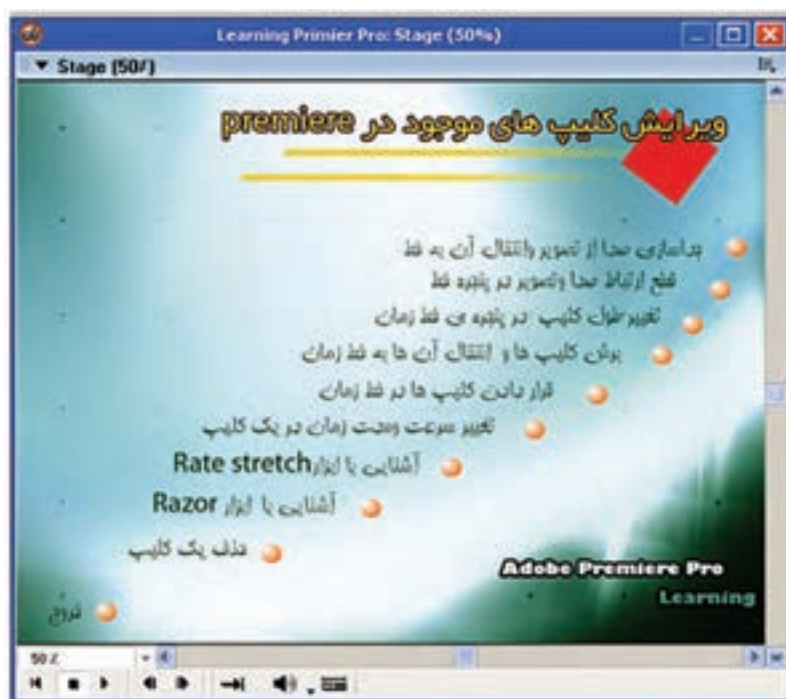 Learning Primier Pro: Stage (50%)
Stage (50%)
ویرایش کلیپ های موجود در premiere
جداسازی صدا از تصویر وانتقال آن به خط
قطع ارتباط صدا وتصویر در پنجره خط
تغییر طول کلیپ در پنجره ی خط زمان
برش کلیپ ها و انتقال آن ها به خط زمان
قرار دادن کلیپ ها در خط زمان
تغییر سرعت ومدت زمان در یک کلیپ
آشنایی با ابزار Rate stretch
آشنایی با ابزار Razor
حذف یک کلیپ
خروج
Adobe Premiere Pro
Learning
50%